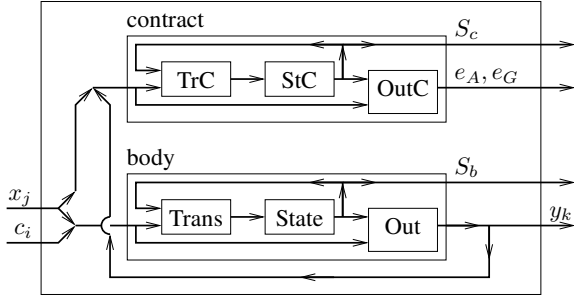 contract
S_c
TrC
StC
OutC
e_A, e_G
body
S_b
x_j
Trans
State
Out
y_k
c_i